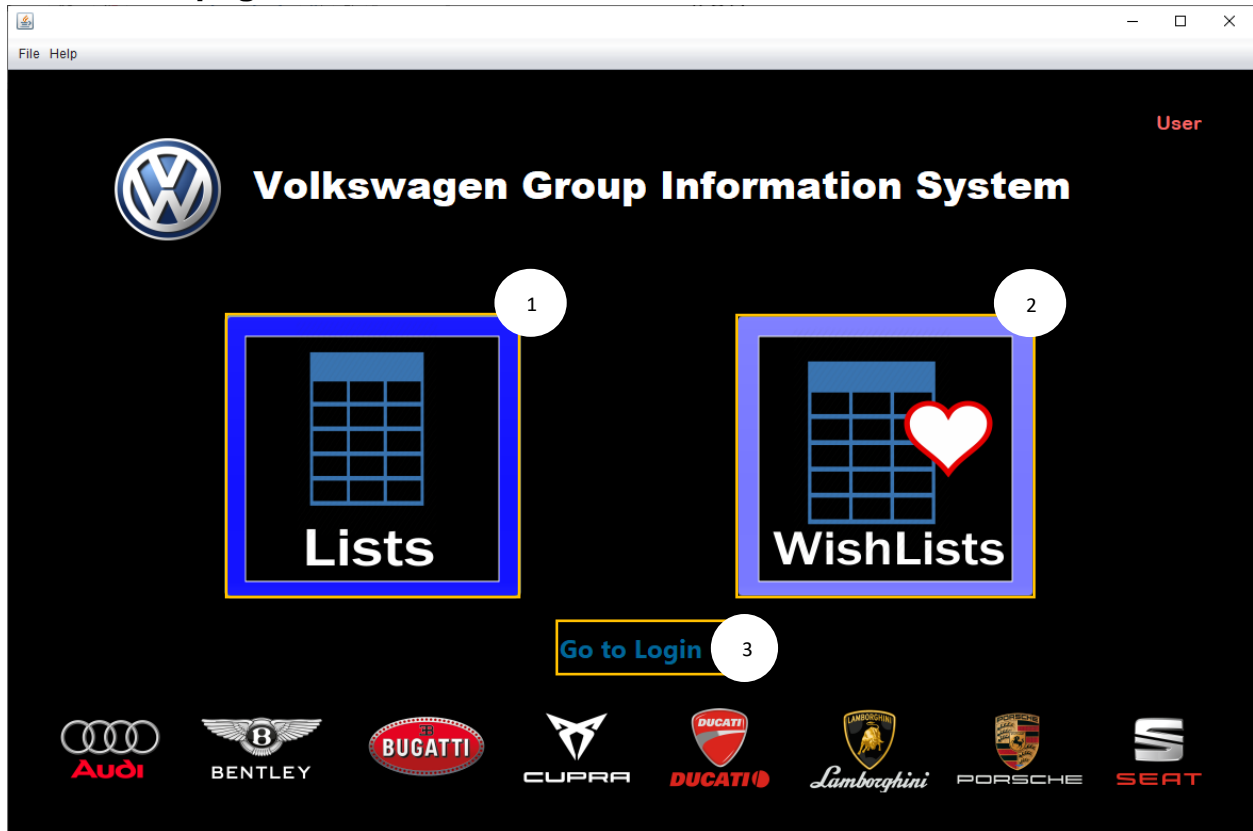 File Help
User
Volkswagen Group Information System
1
2
Lists
WishLists
Go to Login
3
Audi
B
BENTLEY
BUGATTI
CUPRA
DUCATI
DUCATI
LAMBORGHINI
Lamborghini
PORSCHE
PORSCHE
SEAT